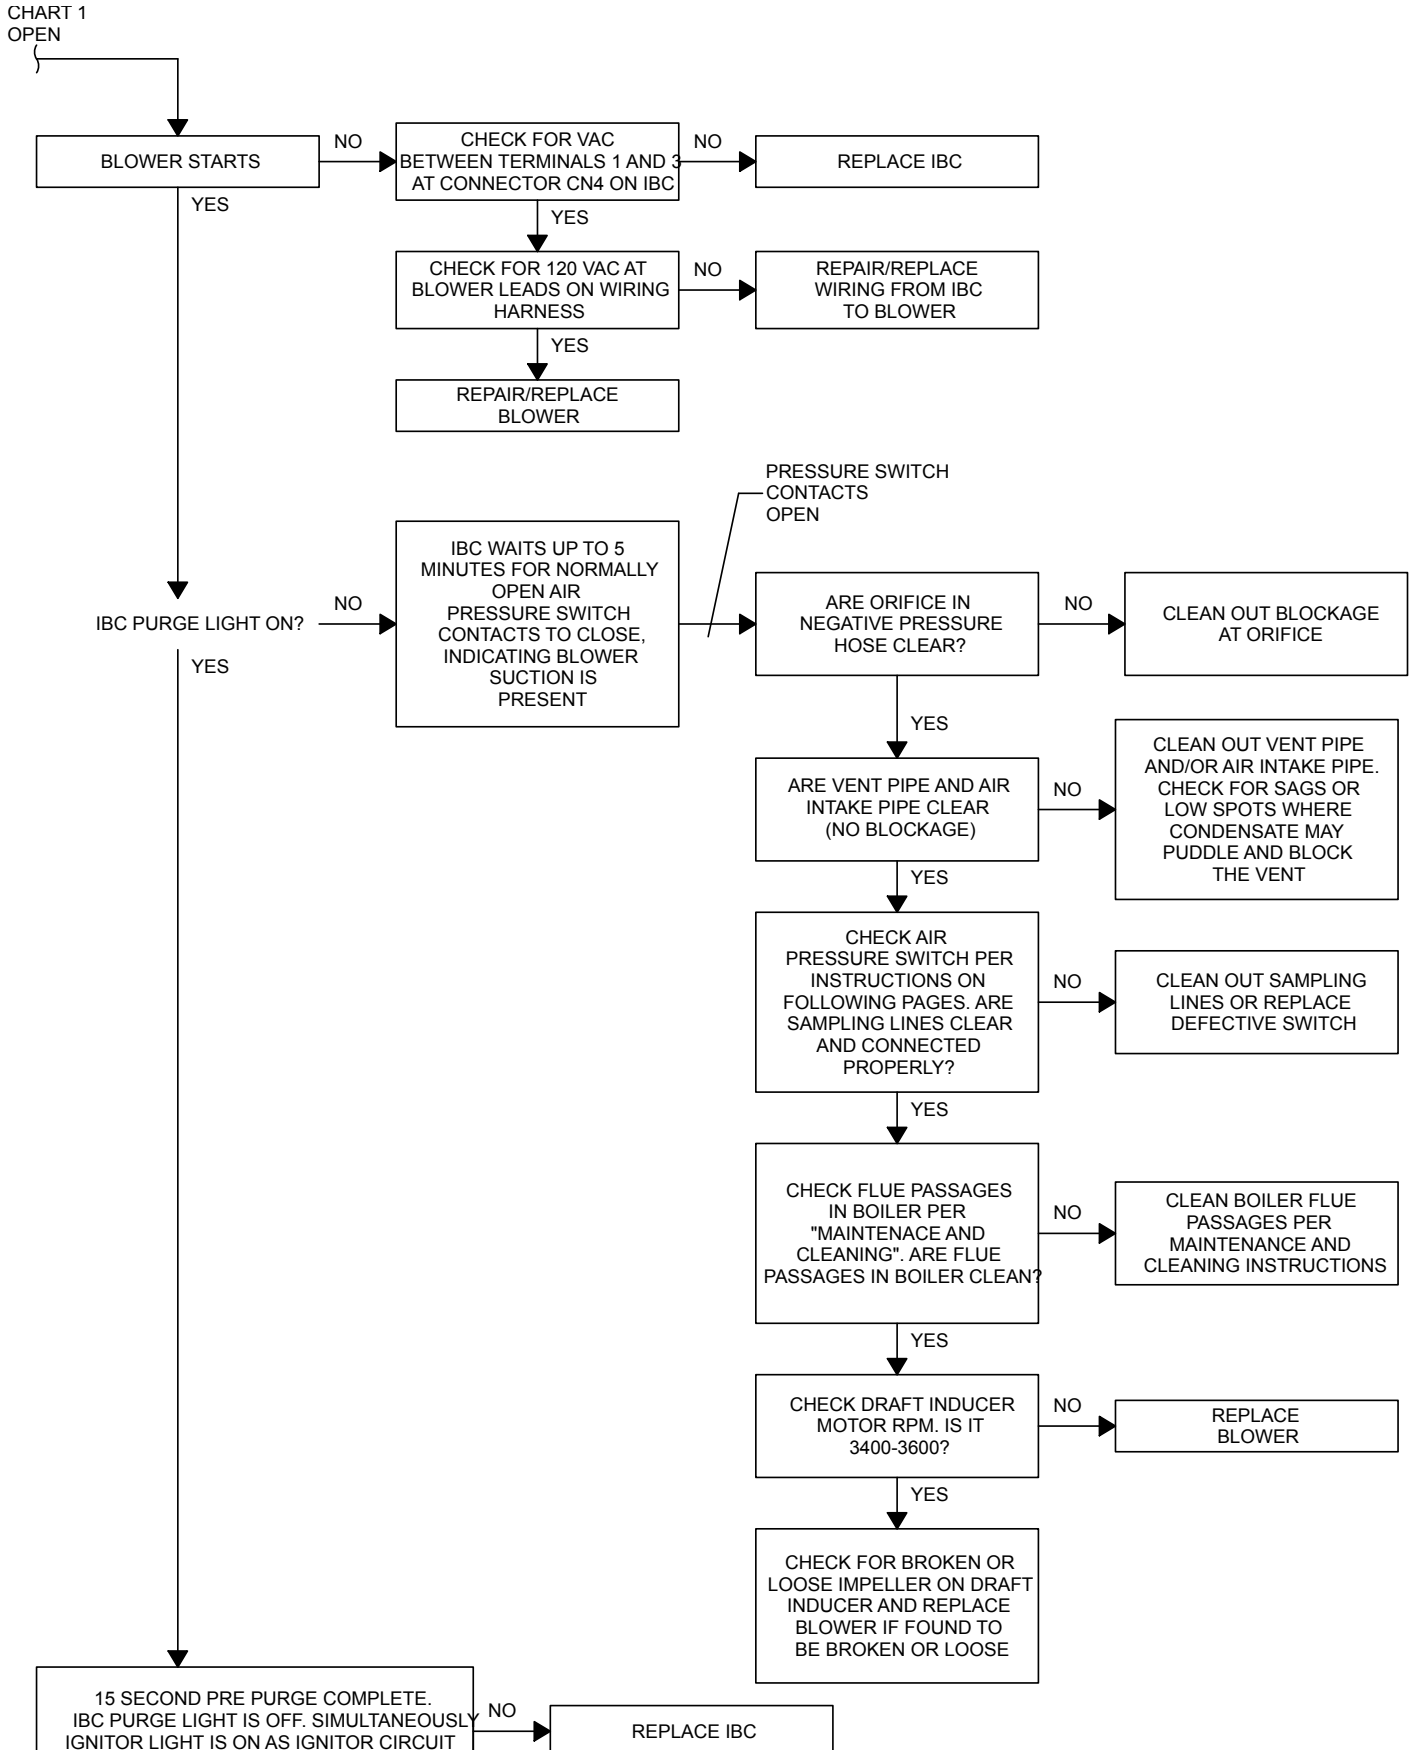 CHART 1
OPEN
BLOWER STARTS
NO
CHECK FOR VAC
BETWEEN TERMINALS 1 AND 3
AT CONNECTOR CN4 ON IBC
NO
REPLACE IBC
YES
YES
CHECK FOR 120 VAC AT
BLOWER LEADS ON WIRING
HARNESS
NO
REPAIR/REPLACE
WIRING FROM IBC
TO BLOWER
YES
REPAIR/REPLACE
BLOWER
PRESSURE SWITCH
CONTACTS
OPEN
IBC PURGE LIGHT ON?
NO
IBC WAITS UP TO 5
MINUTES FOR NORMALLY
OPEN AIR
PRESSURE SWITCH
CONTACTS TO CLOSE,
INDICATING BLOWER
SUCTION IS
PRESENT
ARE ORIFICE IN
NEGATIVE PRESSURE
HOSE CLEAR?
NO
CLEAN OUT BLOCKAGE
AT ORIFICE
YES
YES
ARE VENT PIPE AND AIR
INTAKE PIPE CLEAR
(NO BLOCKAGE)
NO
CLEAN OUT VENT PIPE
AND/OR AIR INTAKE PIPE.
CHECK FOR SAGS OR
LOW SPOTS WHERE
CONDENSATE MAY
PUDDLE AND BLOCK
THE VENT
YES
CHECK AIR
PRESSURE SWITCH PER
INSTRUCTIONS ON
FOLLOWING PAGES. ARE
SAMPLING LINES CLEAR
AND CONNECTED
PROPERLY?
NO
CLEAN OUT SAMPLING
LINES OR REPLACE
DEFECTIVE SWITCH
YES
CHECK FLUE PASSAGES
IN BOILER PER
"MAINTENACE AND
CLEANING". ARE FLUE
PASSAGES IN BOILER CLEAN?
NO
CLEAN BOILER FLUE
PASSAGES PER
MAINTENANCE AND
CLEANING INSTRUCTIONS
YES
CHECK DRAFT INDUCER
MOTOR RPM. IS IT
3400-3600?
NO
REPLACE
BLOWER
YES
CHECK FOR BROKEN OR
LOOSE IMPELLER ON DRAFT
INDUCER AND REPLACE
BLOWER IF FOUND TO
BE BROKEN OR LOOSE
15 SECOND PRE PURGE COMPLETE.
IBC PURGE LIGHT IS OFF. SIMULTANEOUSLY
IGNITOR LIGHT IS ON AS IGNITOR CIRCUIT
NO
REPLACE IBC